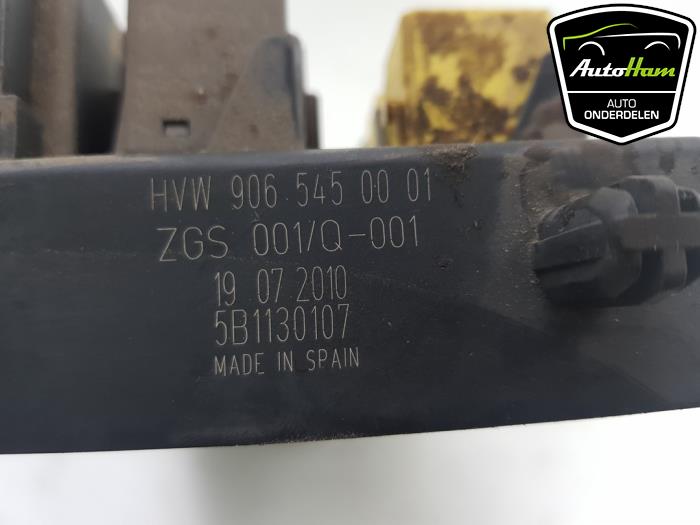 AutoHam
AUTO
ONDERDELEN
HVW 906 545 00 01
ZGS 001/Q-001
19 07 2010
5B1130107
MADE IN SPAIN